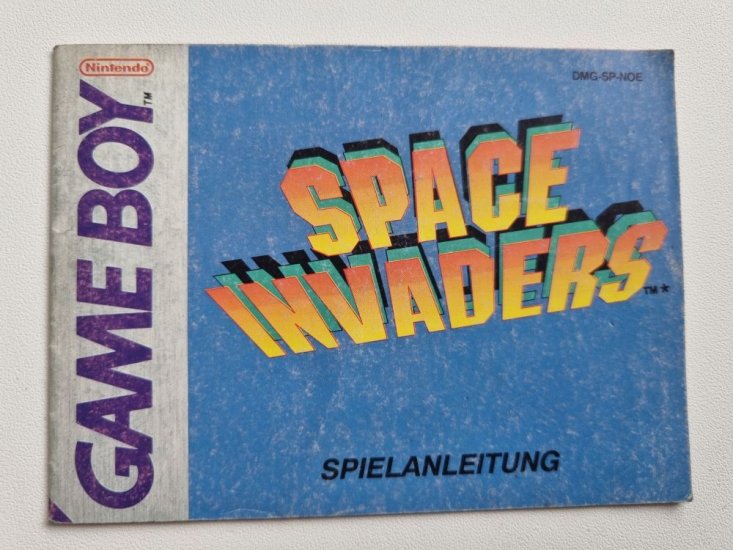 Nintendo
GAME BOY™
DMG-SP-NOE
SPACE
INVADERS™*
SPIELANLEITUNG